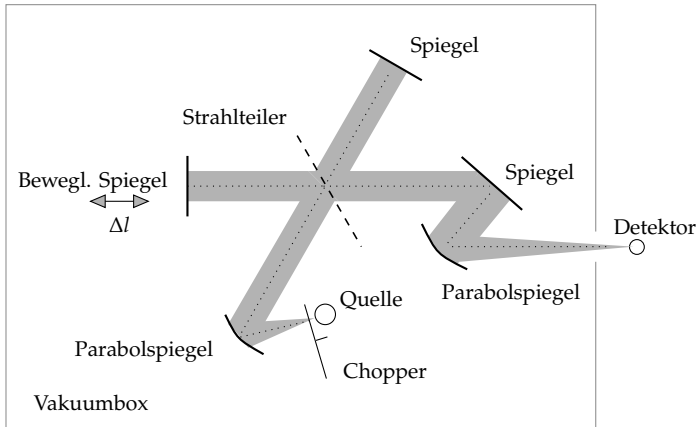 Spiegel
Strahlteiler
Spiegel
Bewegl. Spiegel
Δl
Detektor
Quelle
Parabolspiegel
Parabolspiegel
Chopper
Vakuumbox